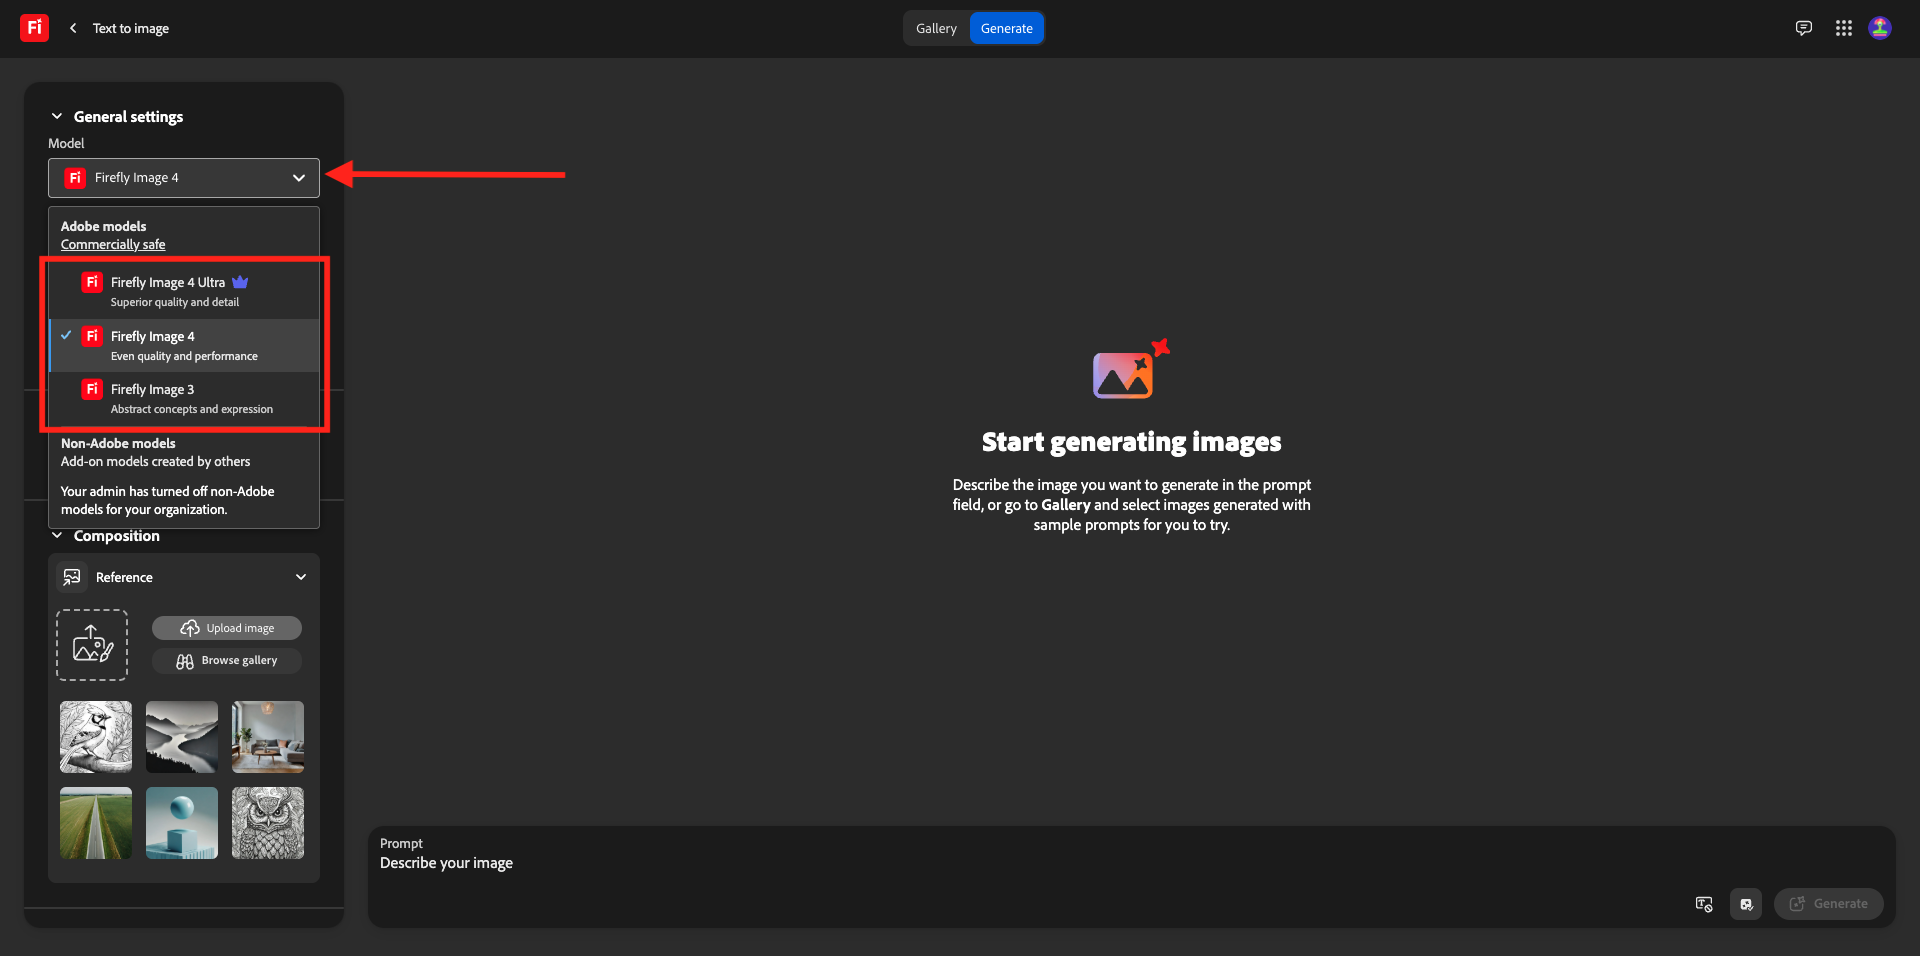 Fi
Text to image
Gallery
Generate
General settings
Model
Fi Firefly Image 4
Adobe models
Commercially safe
Fi Firefly Image 4 Ultra
Superior quality and detail
Fi Firefly Image 4
Even quality and performance
Fi Firefly Image 3
Abstract concepts and expression
Non-Adobe models
Add-on models created by others
Your admin has turned off non-Adobe
models for your organization.
Composition
Reference
Upload image
Browse gallery
Start generating images
Describe the image you want to generate in the prompt
field, or go to Gallery and select images generated with
sample prompts for you to try.
Prompt
Describe your image
Generate